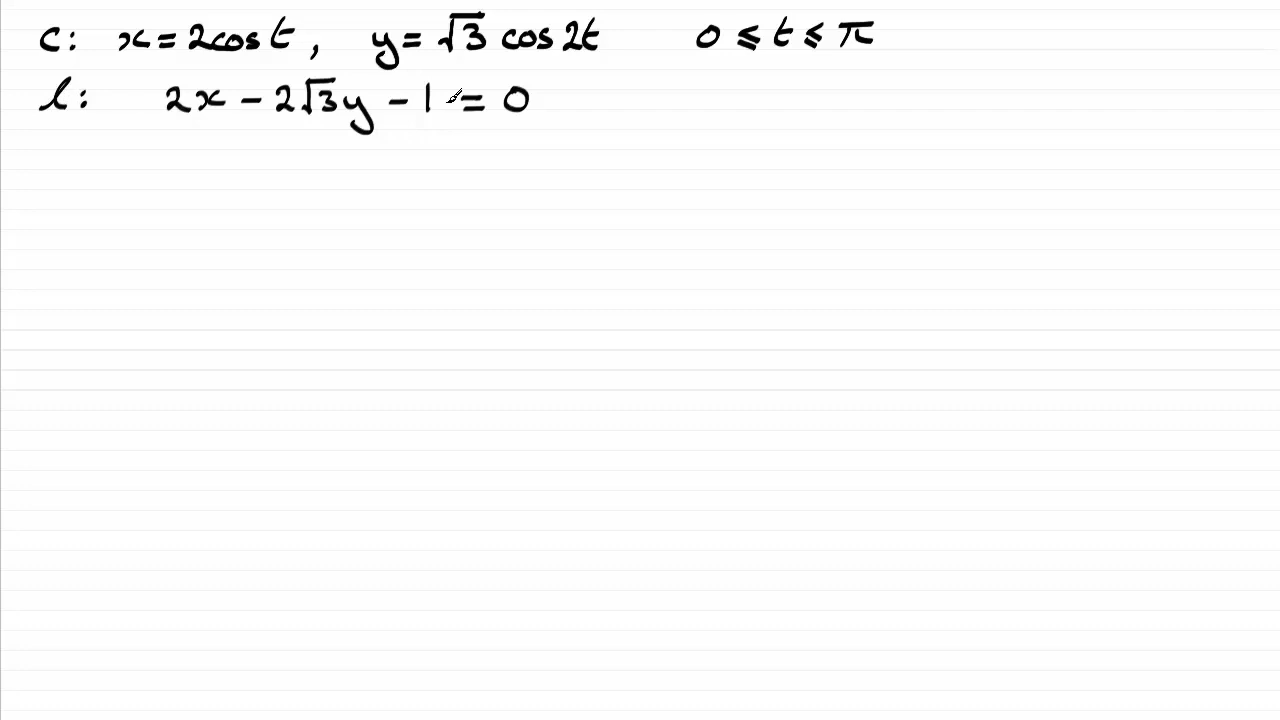 C: x = 2cos t, y = √3 cos 2t 0 ⩽ t ⩽ π
l: 2x - 2√3y - 1 = 0